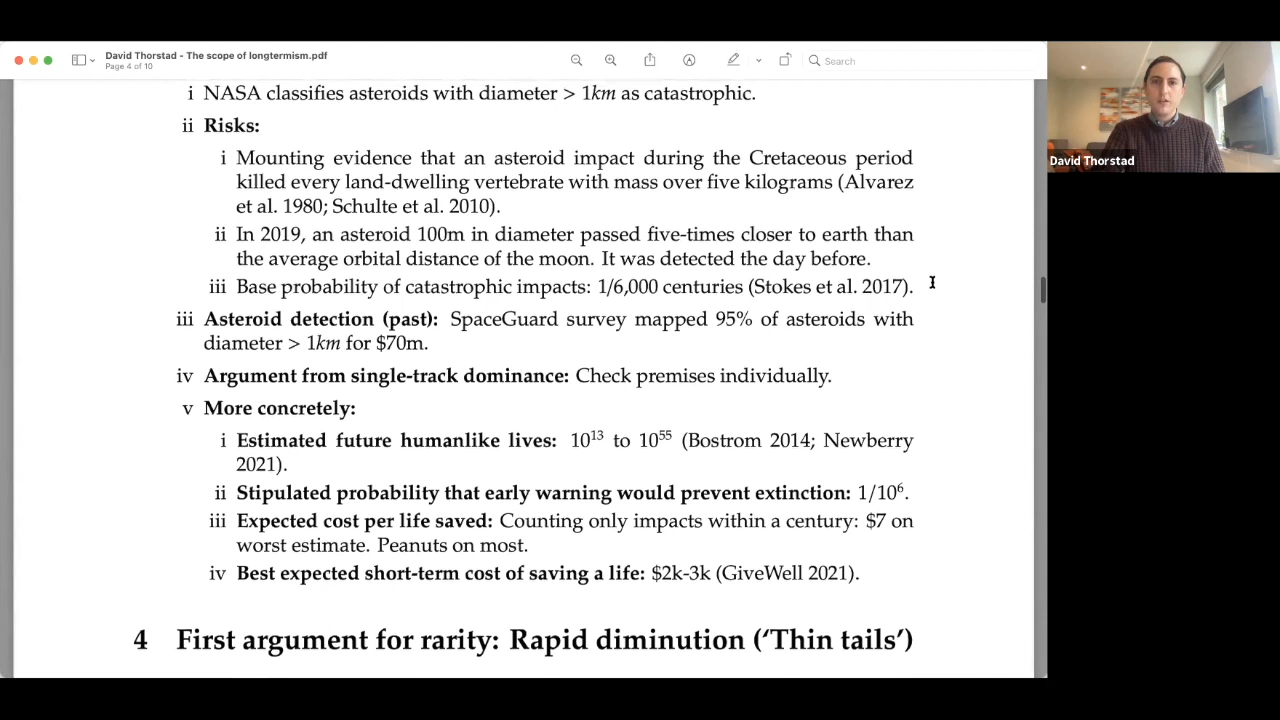 David Thorstad - The scope of longtermism.pdf
Page 4 of 10
Search
i NASA classifies asteroids with diameter > 1km as catastrophic.
ii Risks:
i Mounting evidence that an asteroid impact during the Cretaceous period
killed every land-dwelling vertebrate with mass over five kilograms (Alvarez
et al. 1980; Schulte et al. 2010).
ii In 2019, an asteroid 100m in diameter passed five-times closer to earth than
the average orbital distance of the moon. It was detected the day before.
iii Base probability of catastrophic impacts: 1/6,000 centuries (Stokes et al. 2017).
iii Asteroid detection (past): SpaceGuard survey mapped 95% of asteroids with
diameter > 1km for $70m.
iv Argument from single-track dominance: Check premises individually.
v More concretely:
i Estimated future humanlike lives: 10¹³ to 10⁵⁵ (Bostrom 2014; Newberry
2021).
ii Stipulated probability that early warning would prevent extinction: 1/10⁶.
iii Expected cost per life saved: Counting only impacts within a century: $7 on
worst estimate. Peanuts on most.
iv Best expected short-term cost of saving a life: $2k-3k (GiveWell 2021).
4 First argument for rarity: Rapid diminution ('Thin tails')
David Thorstad